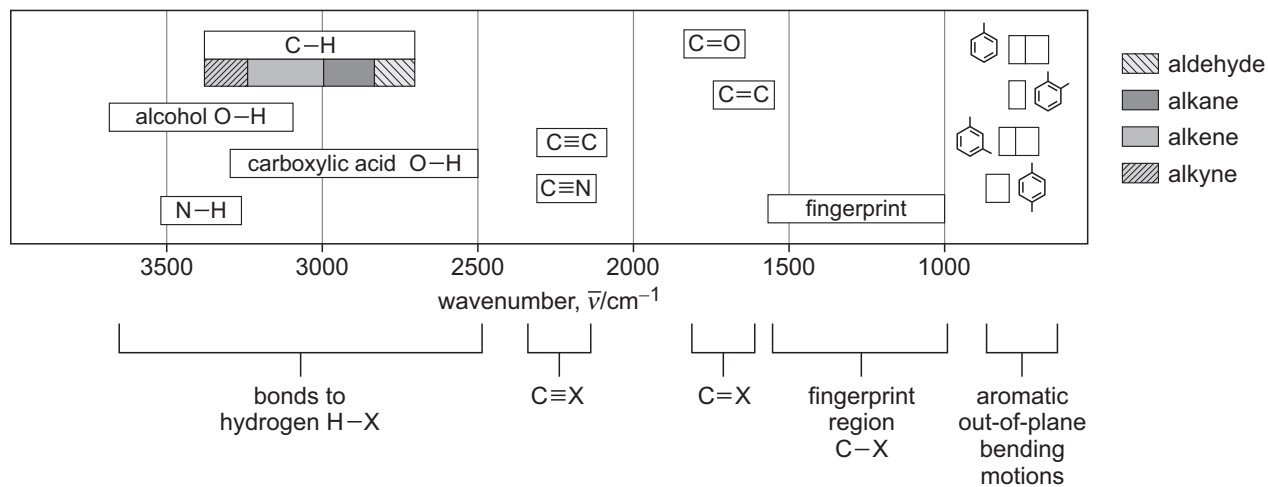 C−H
C=O
aldehyde
C=C
alkane
alcohol O−H
alkene
C≡C
carboxylic acid O−H
alkyne
C≡N
N−H
fingerprint
3500 3000 2500 2000 1500 1000
wavenumber, ν̅/cm⁻¹
bonds to
hydrogen H−X
C≡X
C=X
fingerprint
region
C−X
aromatic
out-of-plane
bending
motions